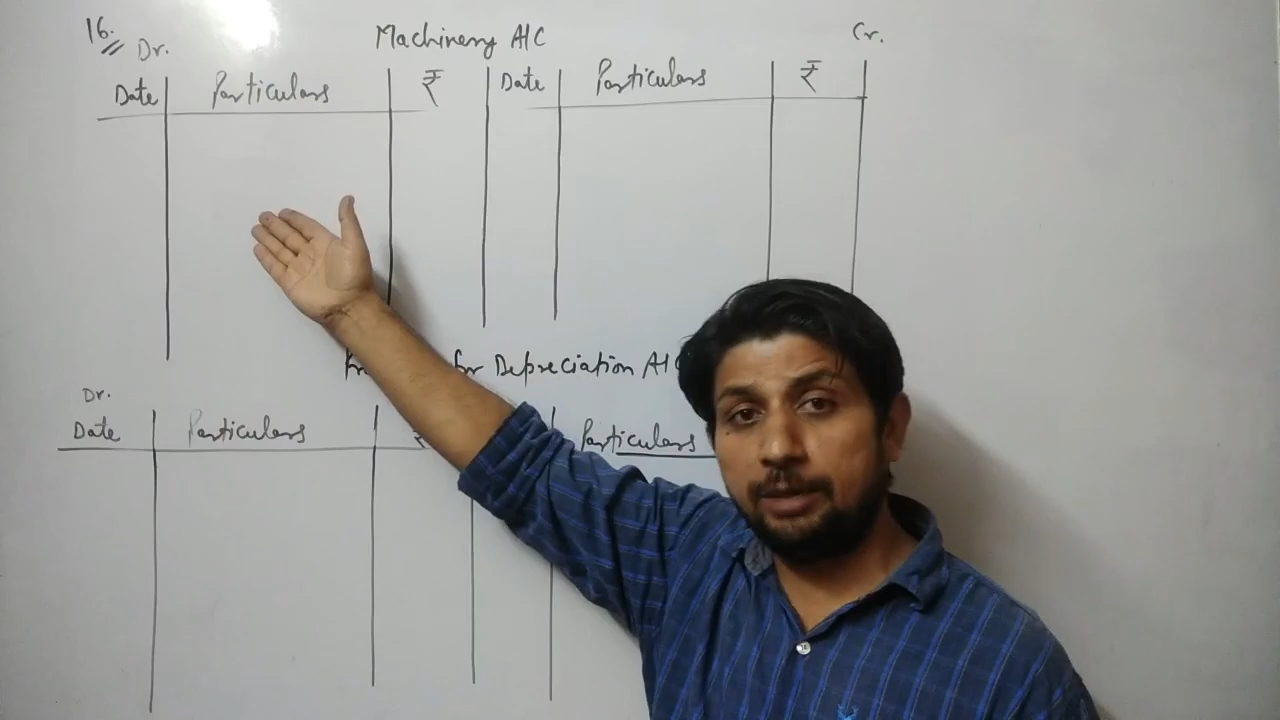 16.
Dr. Machinery A/C Cr.
Date Particulars ₹ Date Particulars ₹
for Depreciation A/C
Dr.
Date Particulars Particulars